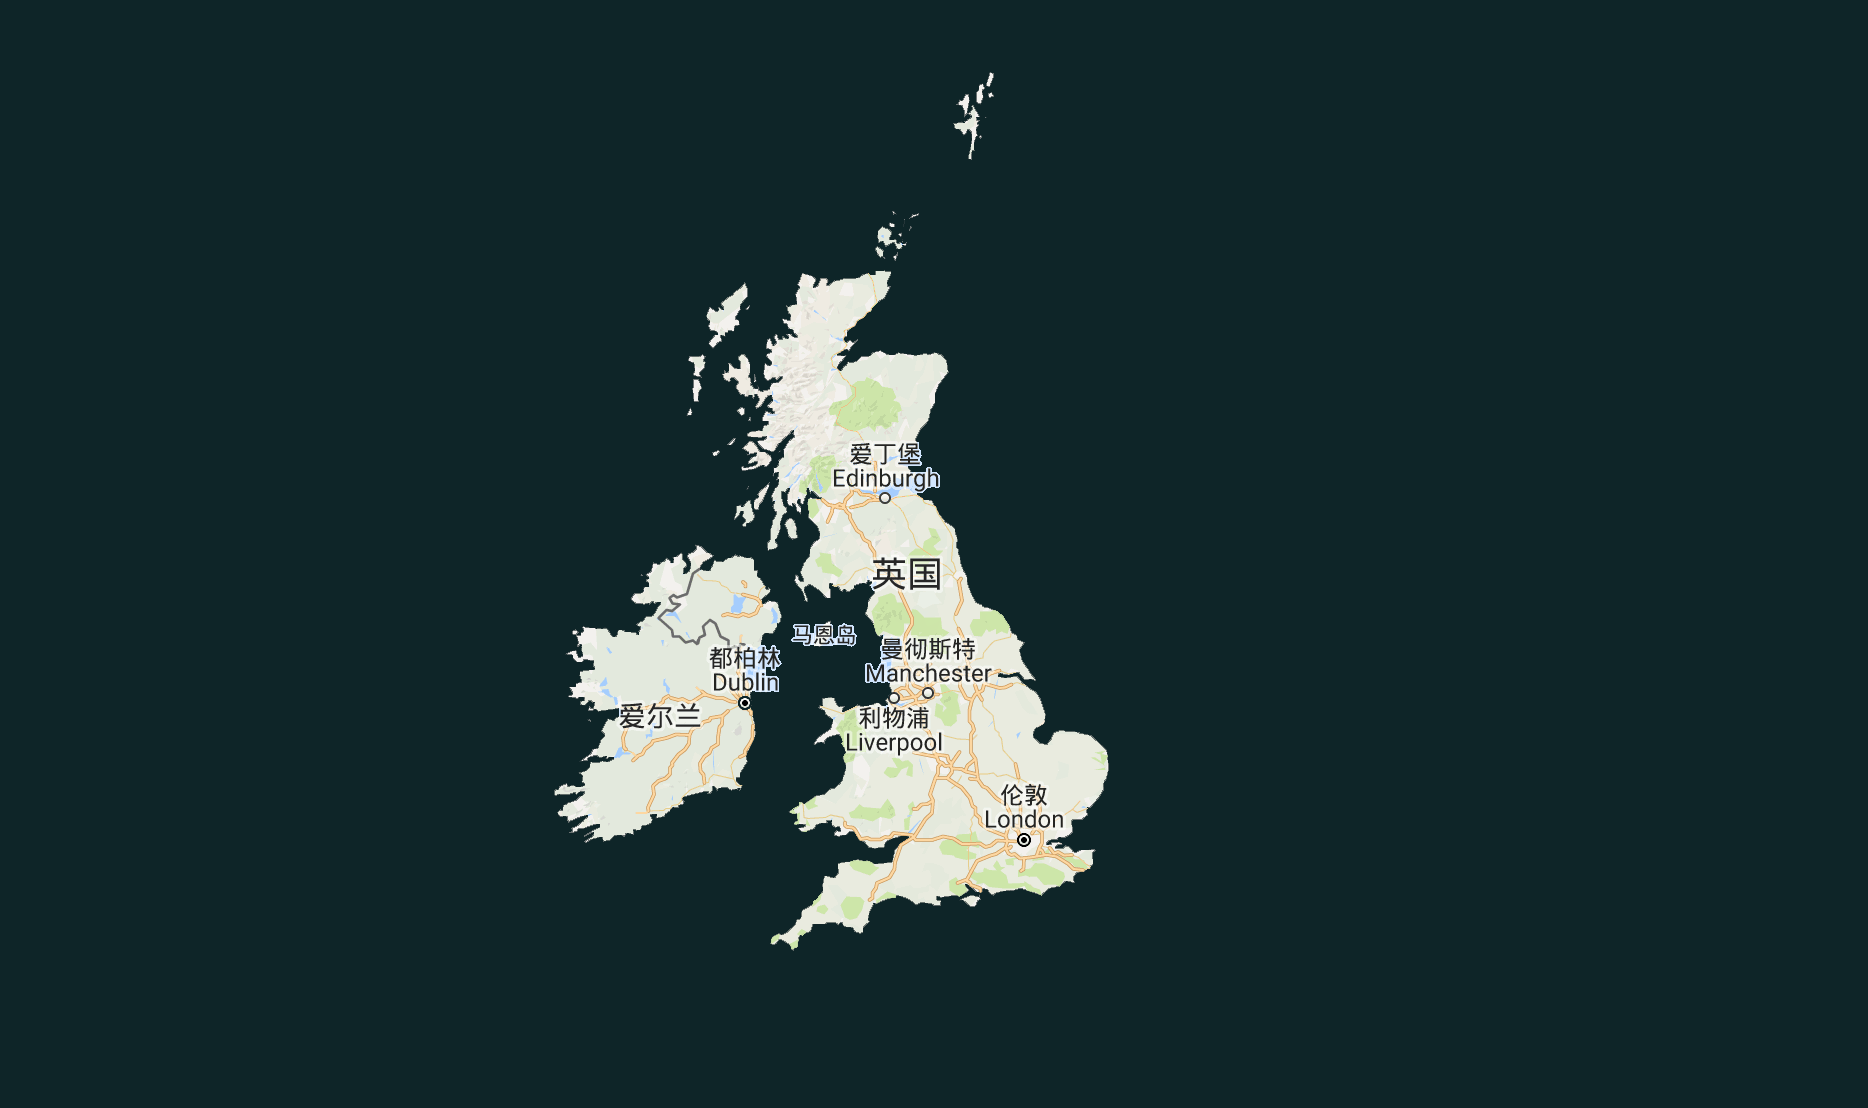 爱丁堡
Edinburgh
英国
马恩岛
曼彻斯特
Manchester
都柏林
Dublin
爱尔兰
利物浦
Liverpool
伦敦
London